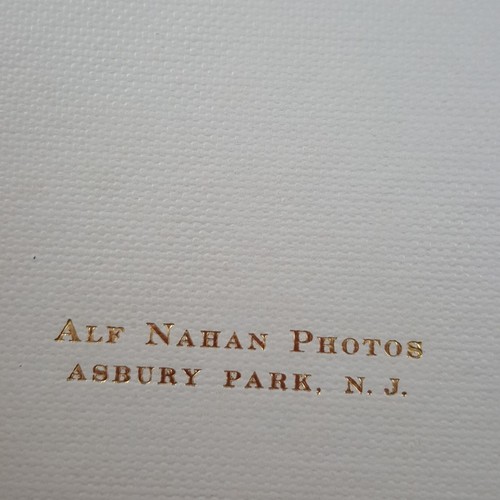 ALF NAHAN PHOTOS
ASBURY PARK, N. J.